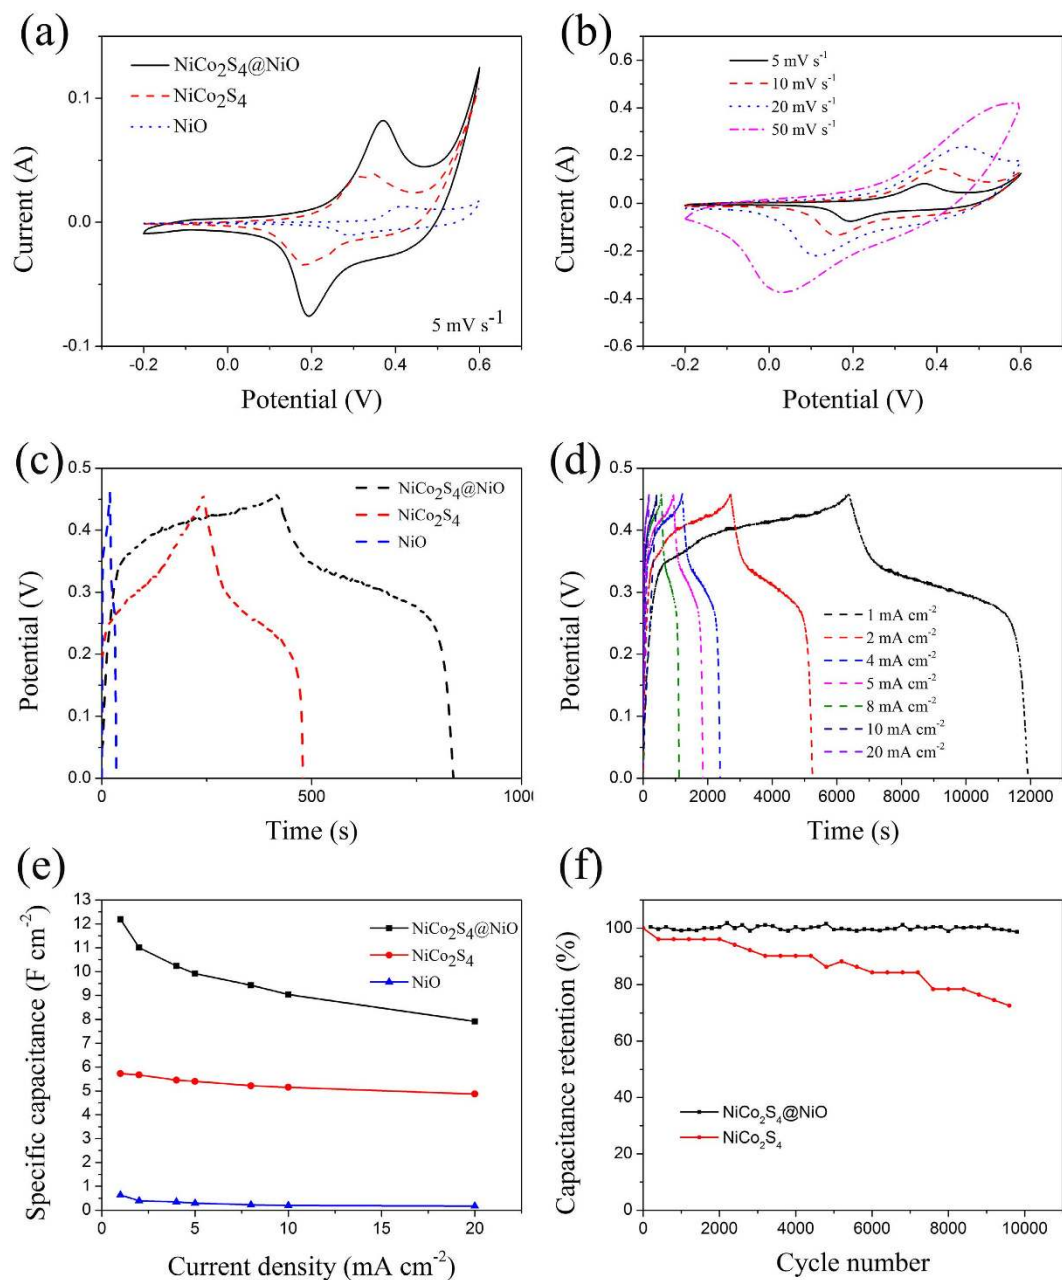 (a)
NiCo2S4@NiO
NiCo2S4
NiO
0.1
0.0
-0.1
Current (A)
5 mV s-1
-0.2 0.0 0.2 0.4 0.6
Potential (V)
(b)
5 mV s-1
10 mV s-1
20 mV s-1
50 mV s-1
0.6
0.4
0.2
0.0
-0.2
-0.4
-0.6
Current (A)
-0.2 0.0 0.2 0.4 0.6
Potential (V)
(c)
NiCo2S4@NiO
NiCo2S4
NiO
0.5
0.4
0.3
0.2
0.1
0.0
Potential (V)
0 500 1000
Time (s)
(d)
0.5
0.4
0.3
0.2
0.1
0.0
Potential (V)
1 mA cm-2
2 mA cm-2
4 mA cm-2
5 mA cm-2
8 mA cm-2
10 mA cm-2
20 mA cm-2
0 2000 4000 6000 8000 10000 12000
Time (s)
(e)
13
12
11
10
9
8
7
6
5
4
3
2
1
0
Specific capacitance (F cm-2)
NiCo2S4@NiO
NiCo2S4
NiO
0 5 10 15 20
Current density (mA cm-2)
(f)
100
80
60
40
20
0
Capacitance retention (%)
NiCo2S4@NiO
NiCo2S4
0 2000 4000 6000 8000 10000
Cycle number